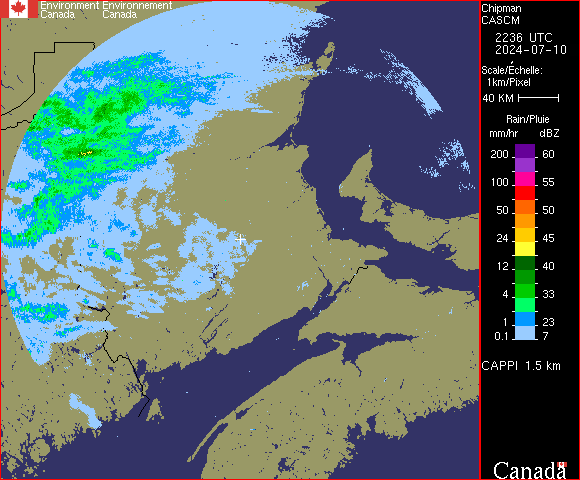 Environment Environnement
Canada Canada
Chipman
CASCM
2236 UTC
2024-07-10
Scale/Échelle:
1km/Pixel
40 KM
Rain/Pluie
mm/hr dBZ
200 60
100 55
50 50
24 45
12 40
4 33
1 23
0.1 7
CAPPI 1.5 km
Canada